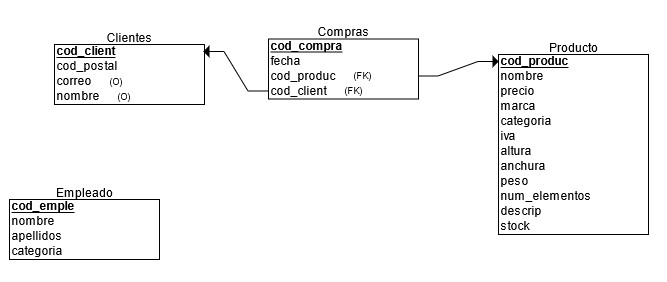 Clientes
cod_client
cod_postal
correo (O)
nombre (O)
Compras
cod_compra
fecha
cod_produc (FK)
cod_client (FK)
Producto
cod_produc
nombre
precio
marca
categoria
iva
altura
anchura
peso
num_elementos
descrip
stock
Empleado
cod_emple
nombre
apellidos
categoria